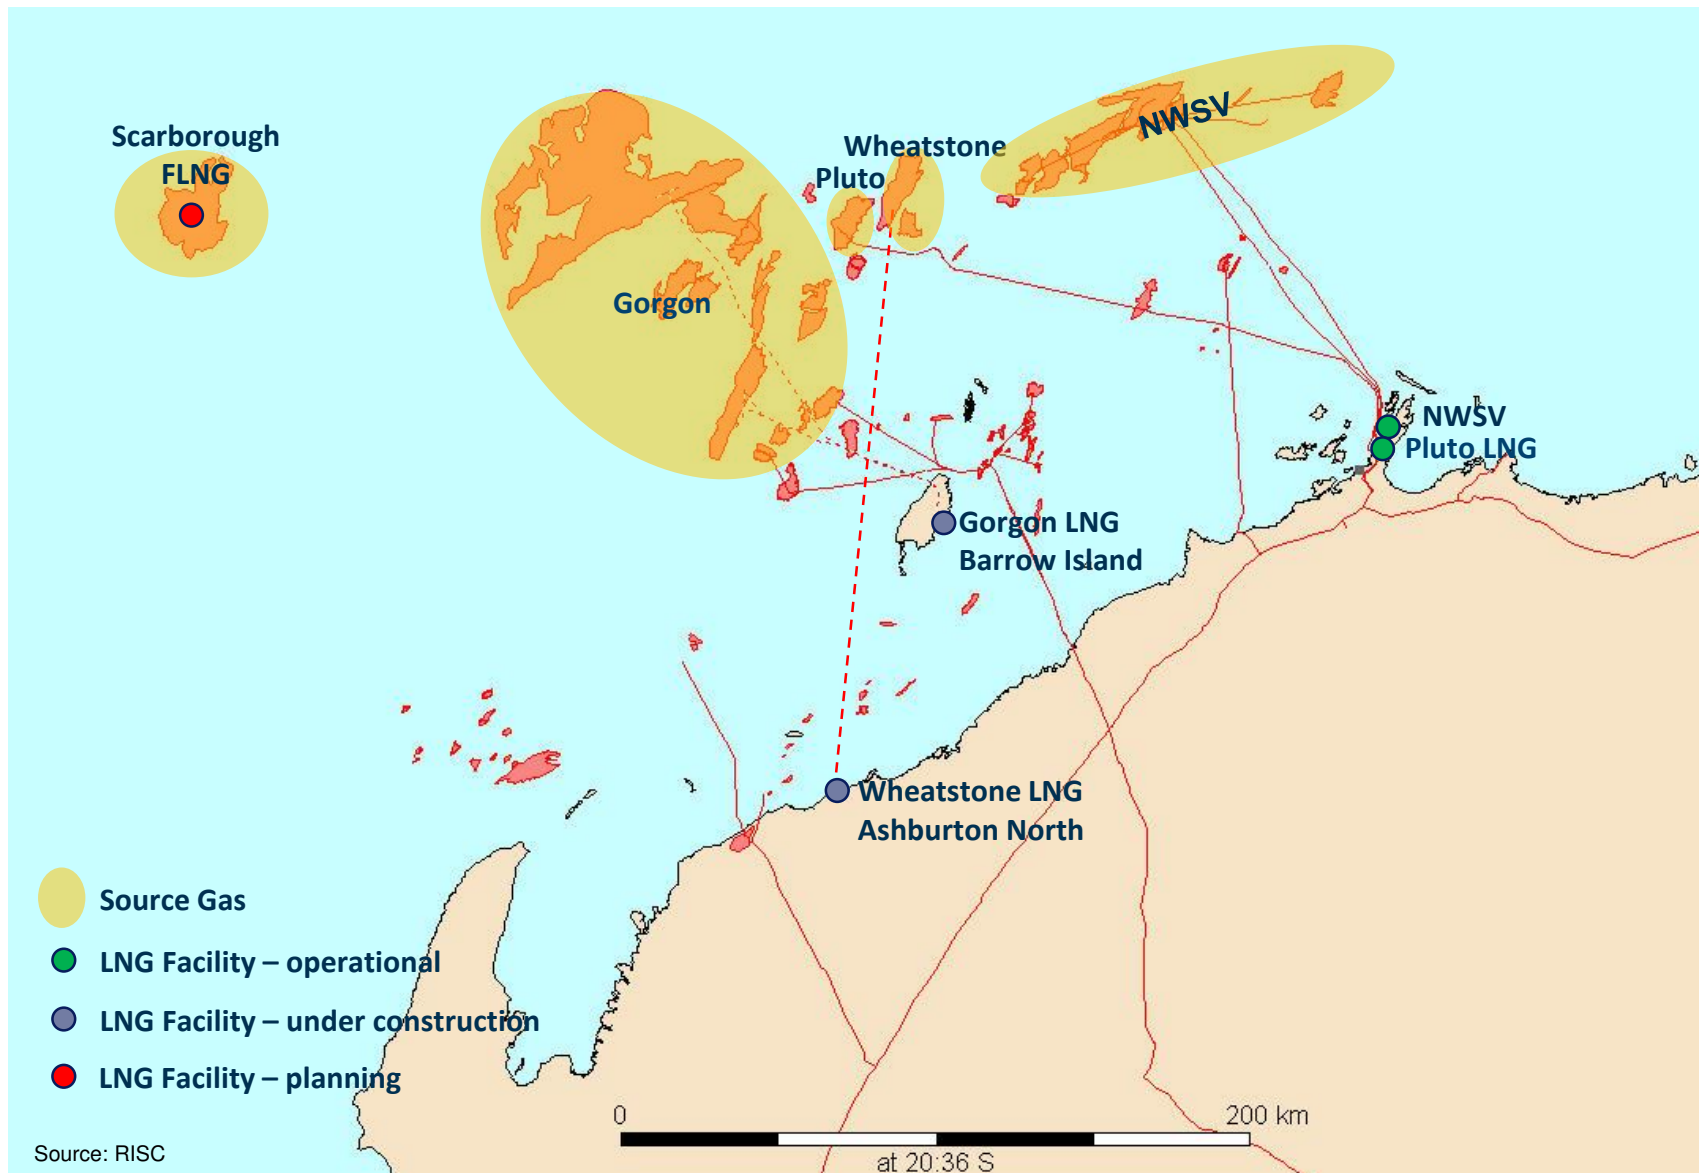 NWSV
Scarborough
FLNG
Wheatstone
Pluto
Gorgon
NWSV
Pluto LNG
Gorgon LNG
Barrow Island
Wheatstone LNG
Ashburton North
Source Gas
LNG Facility – operational
LNG Facility – under construction
LNG Facility – planning
0
200 km
at 20:36 S
Source: RISC